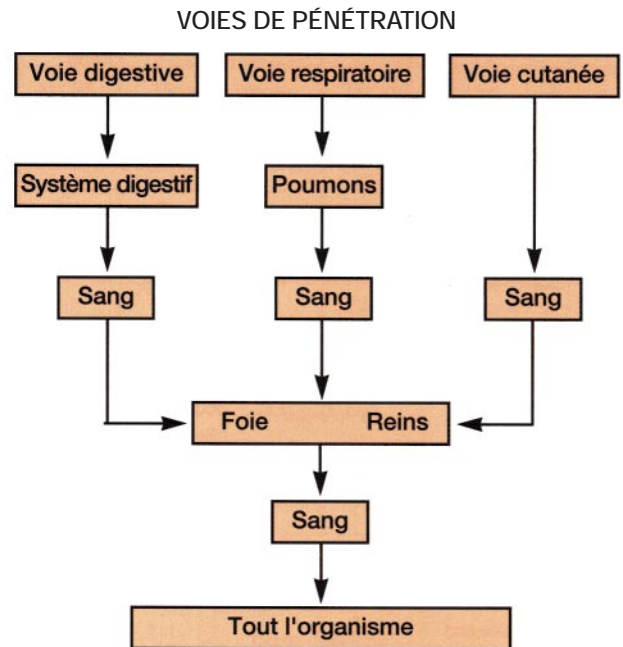 VOIES DE PÉNÉTRATION
Voie digestive
Voie respiratoire
Voie cutanée
Système digestif
Poumons
Sang
Sang
Sang
Foie Reins
Sang
Tout l'organisme